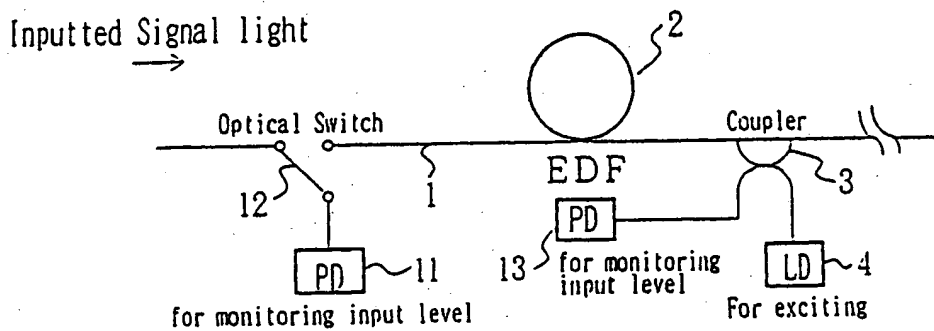 Inputted Signal light
2
Optical Switch
Coupler
12
1
EDF
3
PD
11
13
PD
for monitoring
input level
LD
4
for monitoring input level
For exciting